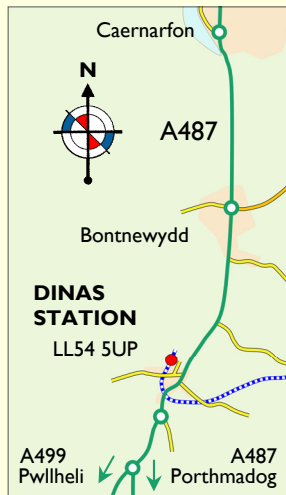 Caernarfon
N
A487
Bontnewydd
DINAS
STATION
LL54 5UP
A499
Pwllheli
A487
Porthmadog